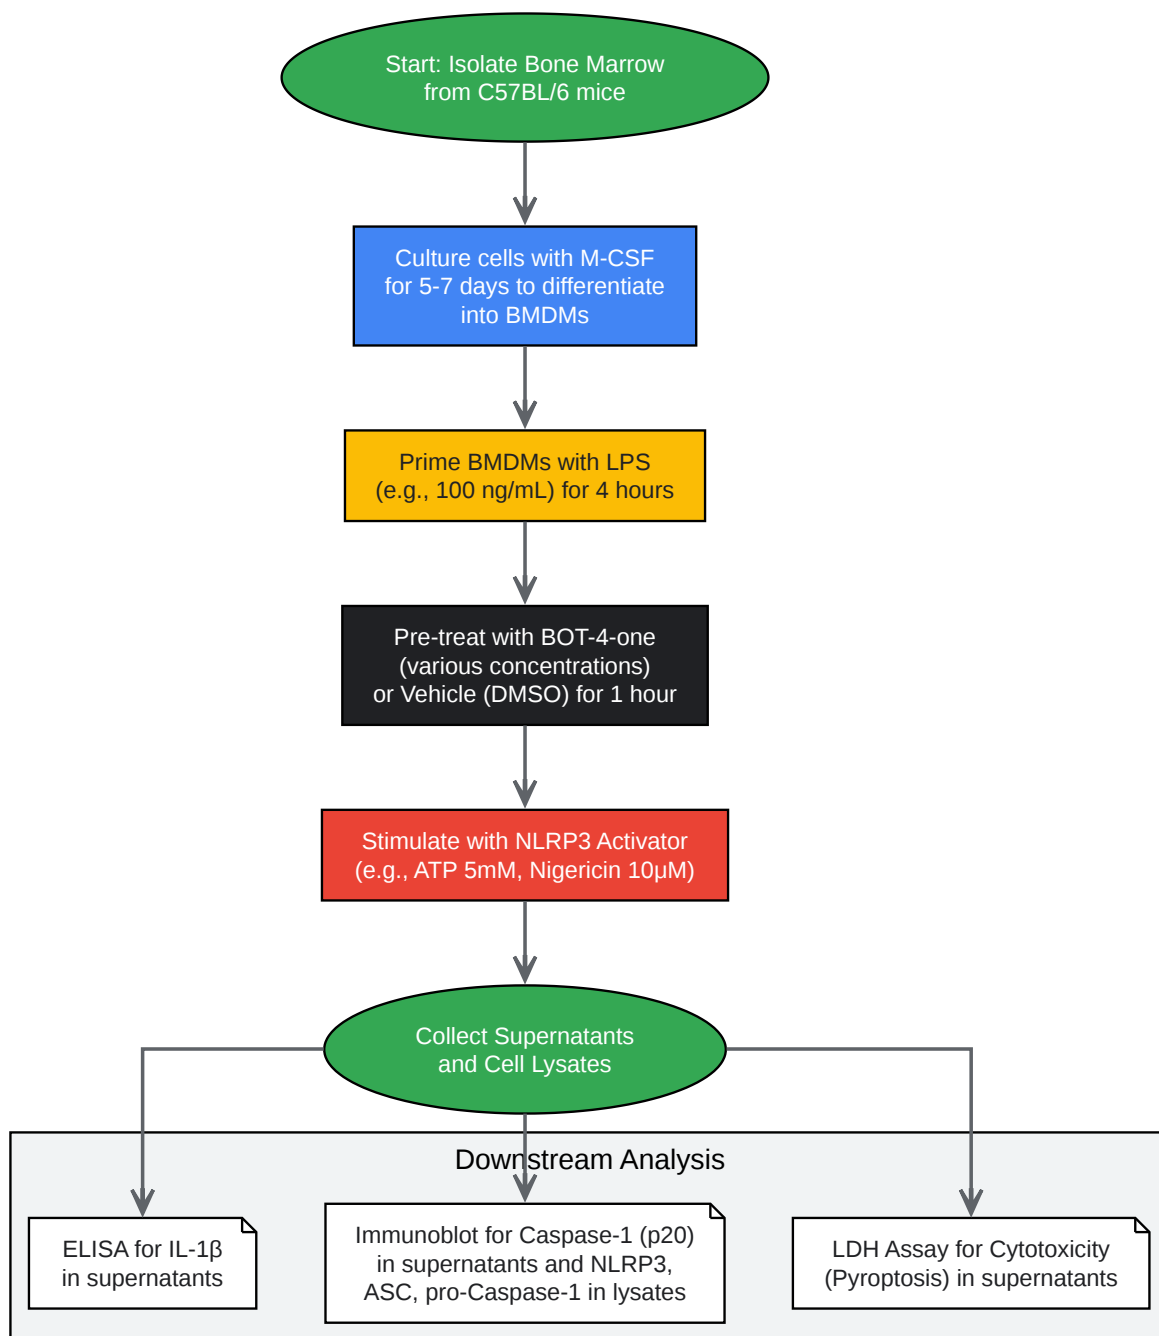 Start: Isolate Bone Marrow
from C57BL/6 mice
Culture cells with M-CSF
for 5-7 days to differentiate
into BMDMs
Prime BMDMs with LPS
(e.g., 100 ng/mL) for 4 hours
Pre-treat with BOT-4-one
(various concentrations)
or Vehicle (DMSO) for 1 hour
Stimulate with NLRP3 Activator
(e.g., ATP 5mM, Nigericin 10μM)
Collect Supernatants
and Cell Lysates
Downstream Analysis
ELISA for IL-1β
in supernatants
Immunoblot for Caspase-1 (p20)
in supernatants and NLRP3,
ASC, pro-Caspase-1 in lysates
LDH Assay for Cytotoxicity
(Pyroptosis) in supernatants